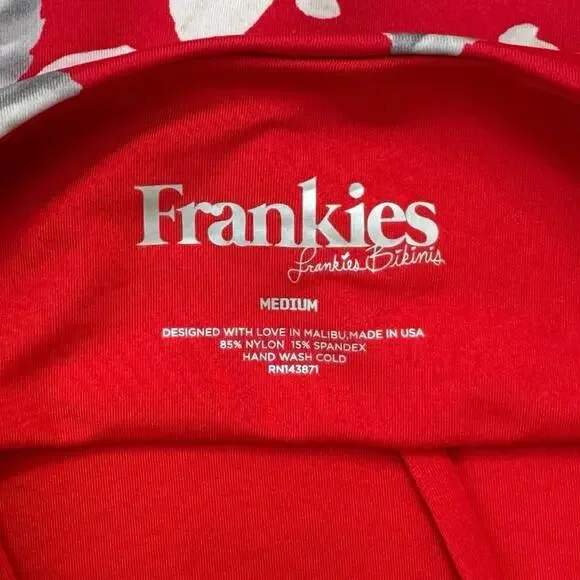 Frankies
Frankies Bikinis
MEDIUM
DESIGNED WITH LOVE IN MALIBU,MADE IN USA
85% NYLON 15% SPANDEX
HAND WASH COLD
RN143871